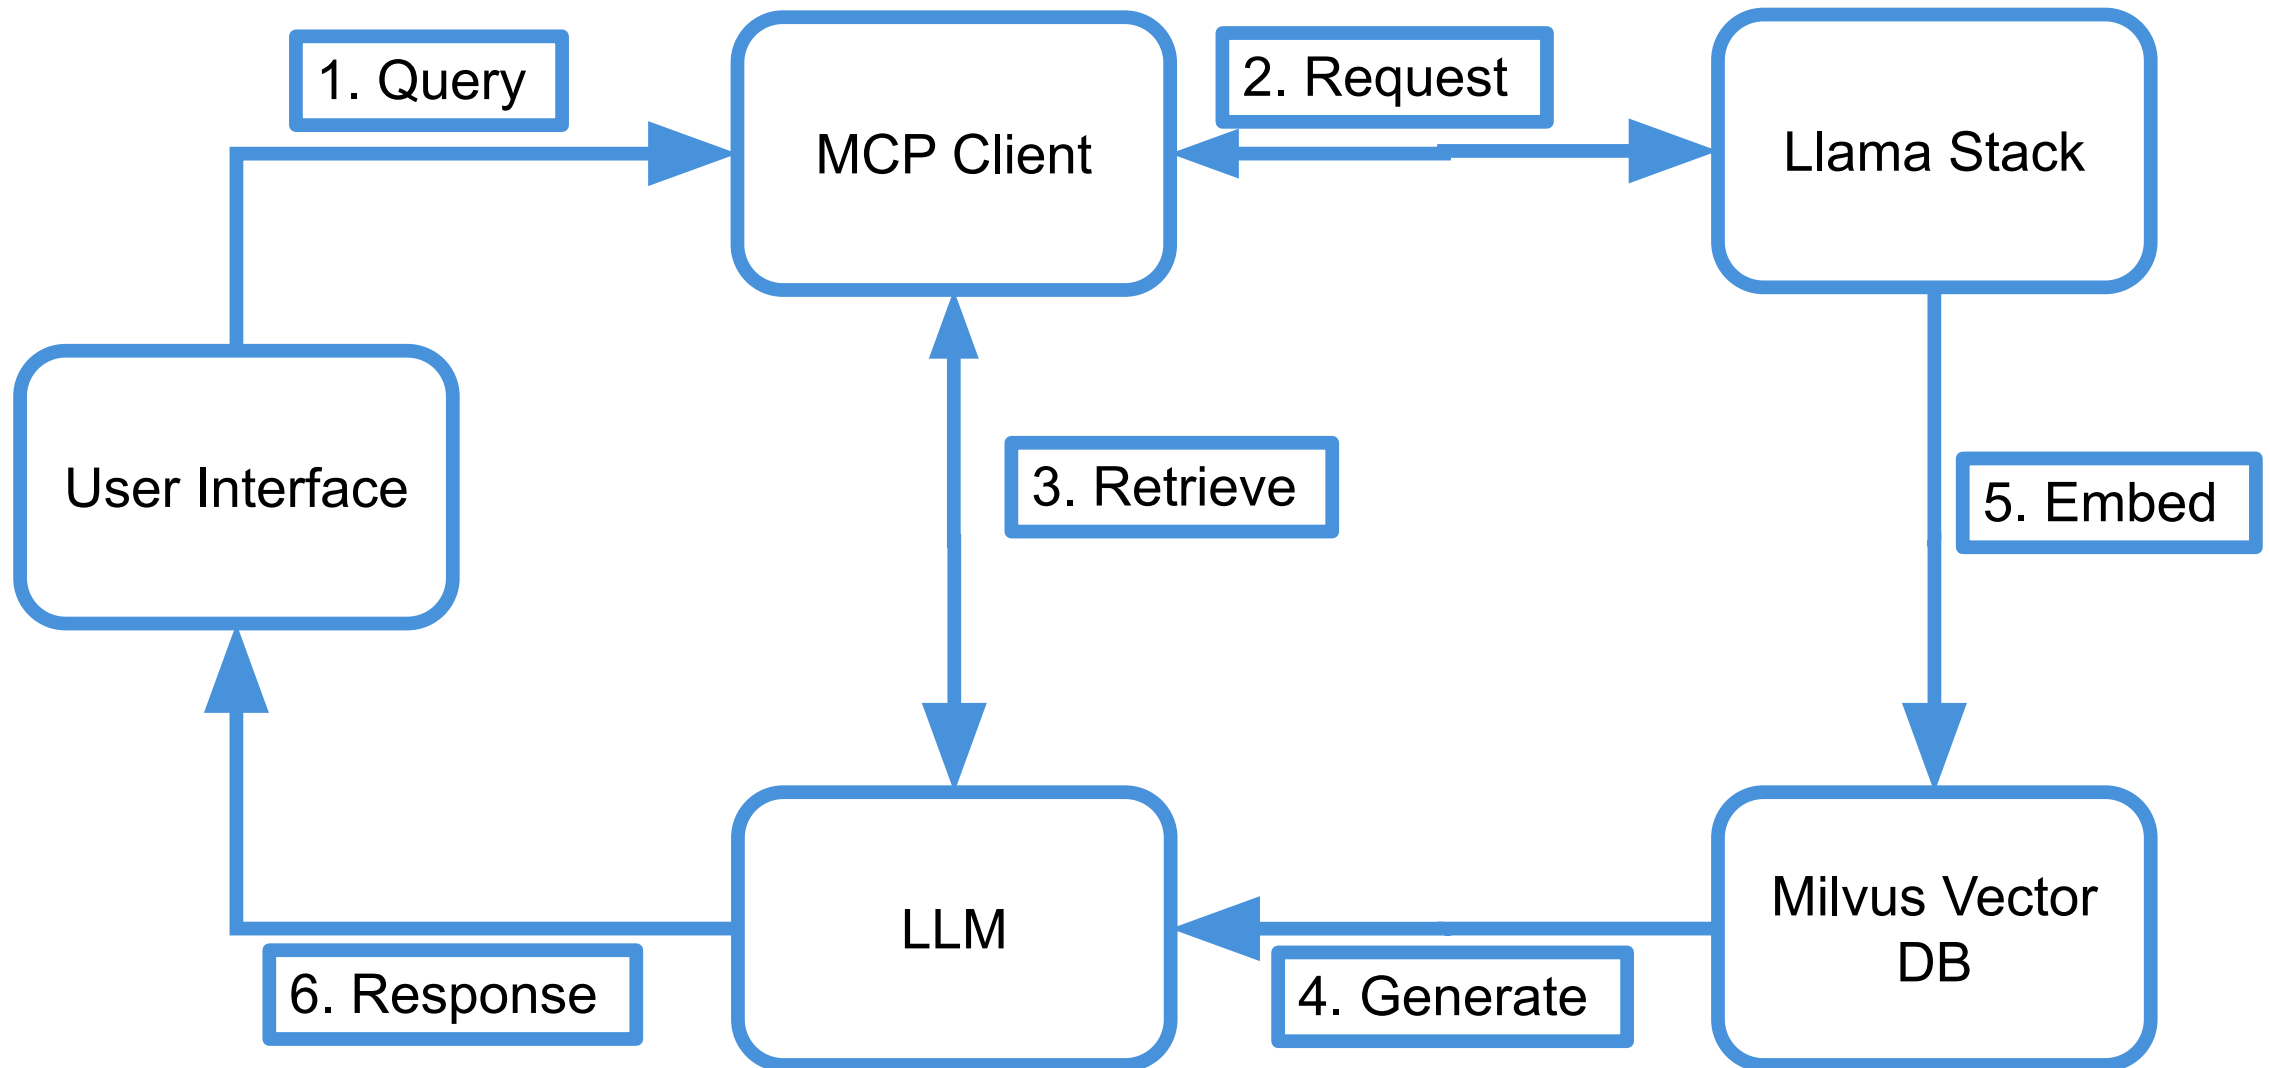 1. Query
MCP Client
2. Request
Llama Stack
User Interface
3. Retrieve
5. Embed
LLM
Milvus Vector
DB
6. Response
4. Generate